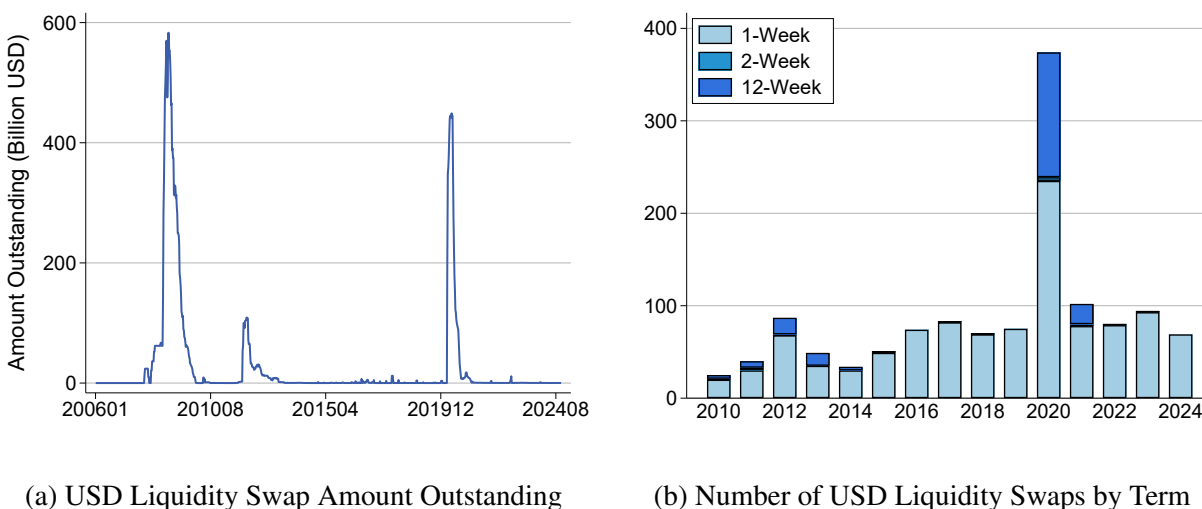 Amount Outstanding (Billion USD)
600
400
200
0
200601 201008 201504 201912 202408
(a) USD Liquidity Swap Amount Outstanding
400
300
200
100
0
1-Week
2-Week
12-Week
2010 2012 2014 2016 2018 2020 2022 2024
(b) Number of USD Liquidity Swaps by Term